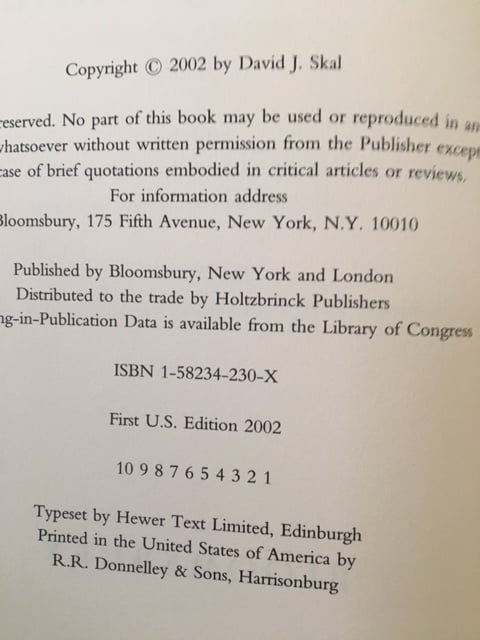 Copyright © 2002 by David J. Skal
reserved. No part of this book may be used or reproduced in an
whatsoever without written permission from the Publisher except
case of brief quotations embodied in critical articles or reviews.
For information address
Bloomsbury, 175 Fifth Avenue, New York, N.Y. 10010
Published by Bloomsbury, New York and London
Distributed to the trade by Holtzbrinck Publishers
ng-in-Publication Data is available from the Library of Congress
ISBN 1-58234-230-X
First U.S. Edition 2002
10 9 8 7 6 5 4 3 2 1
Typeset by Hewer Text Limited, Edinburgh
Printed in the United States of America by
R.R. Donnelley & Sons, Harrisonburg